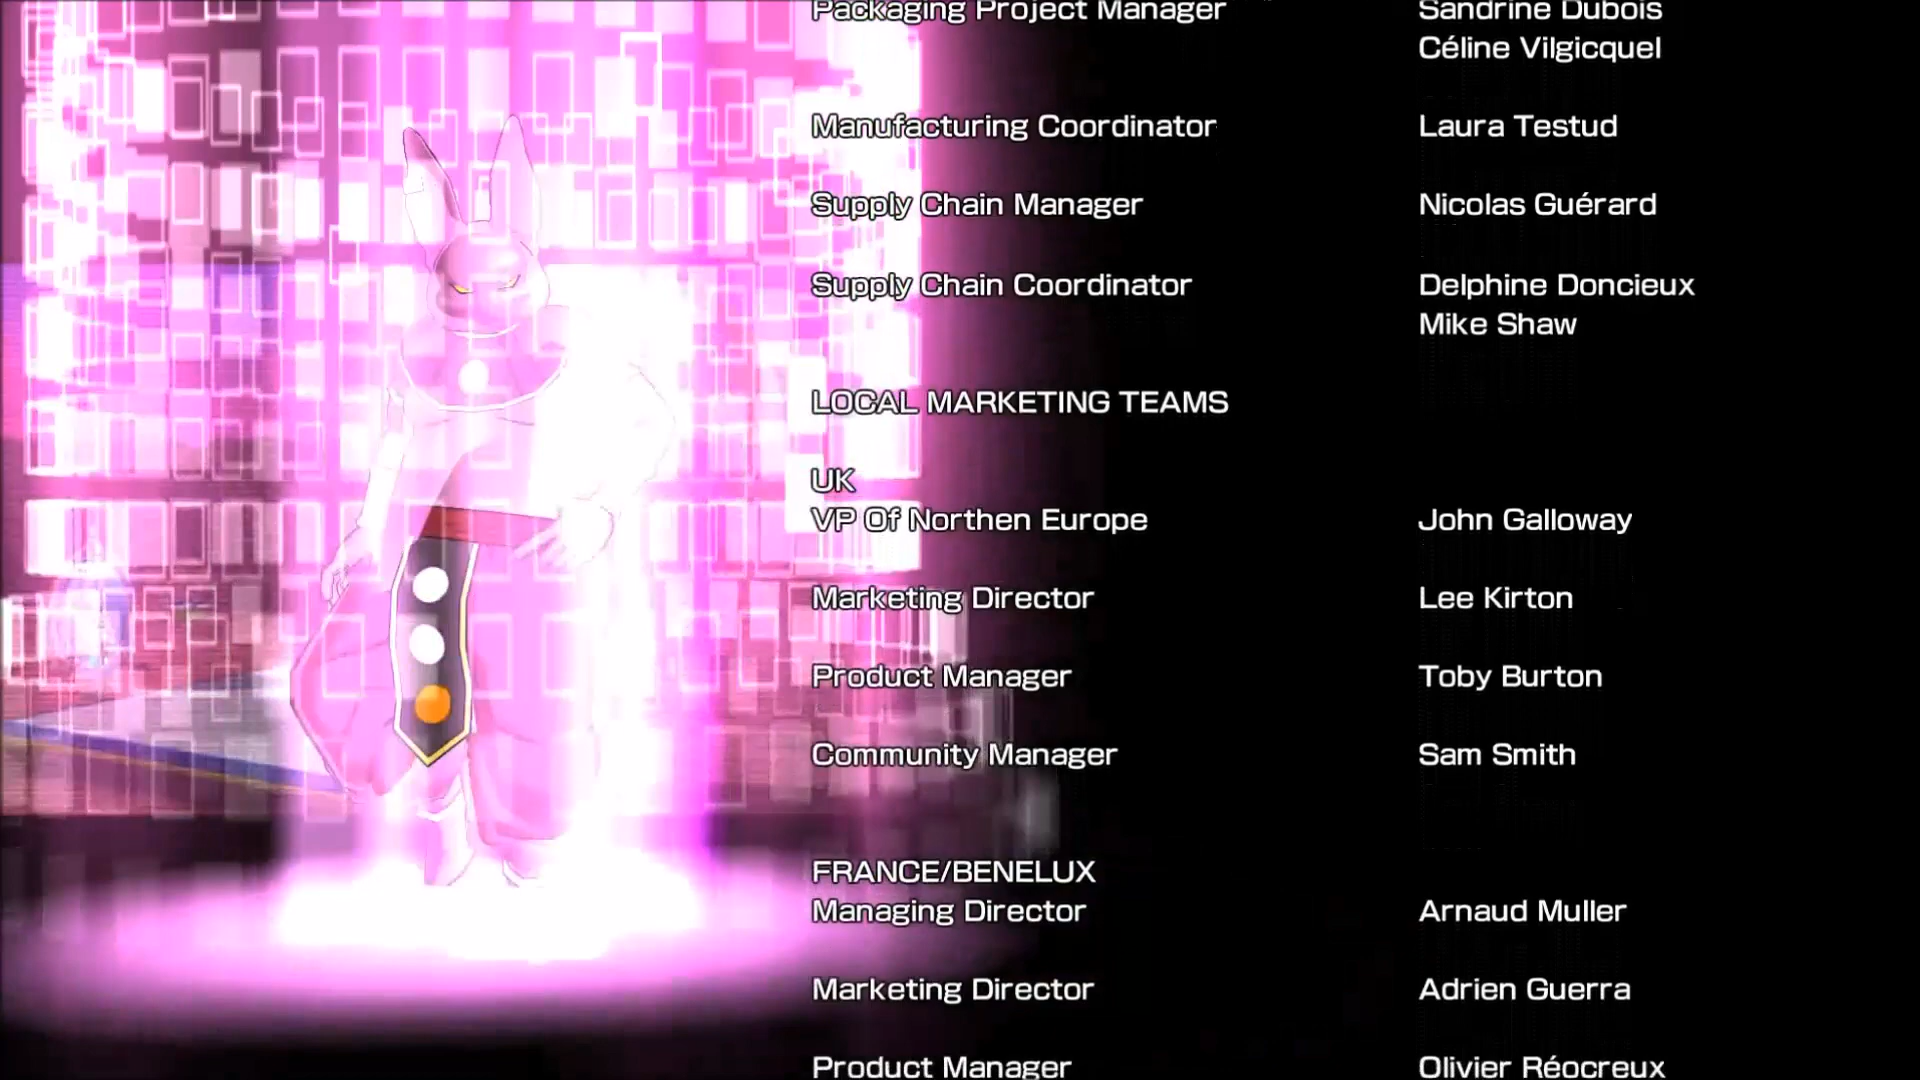 Packaging Project Manager Sandrine Dubois
Céline Vilgicquel
Manufacturing Coordinator Laura Testud
Supply Chain Manager Nicolas Guérard
Supply Chain Coordinator Delphine Doncieux
Mike Shaw
LOCAL MARKETING TEAMS
UK
VP Of Northen Europe John Galloway
Marketing Director Lee Kirton
Product Manager Toby Burton
Community Manager Sam Smith
FRANCE/BENELUX
Managing Director Arnaud Muller
Marketing Director Adrien Guerra
Product Manager Olivier Réocreux